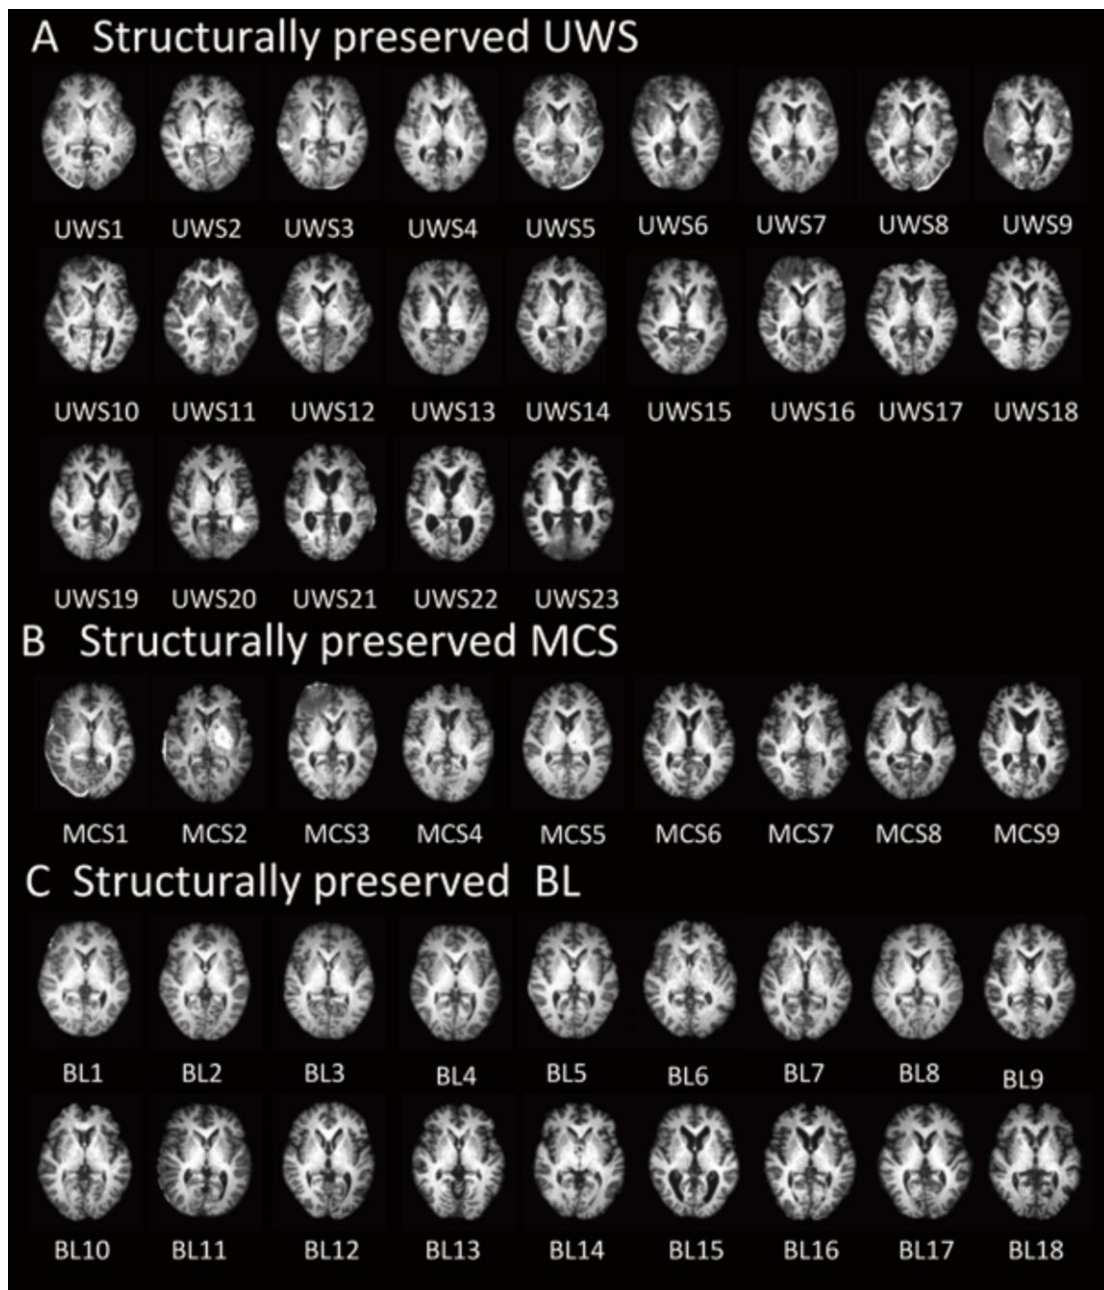 A Structurally preserved UWS
UWS1 UWS2 UWS3 UWS4 UWS5 UWS6 UWS7 UWS8 UWS9
UWS10 UWS11 UWS12 UWS13 UWS14 UWS15 UWS16 UWS17 UWS18
UWS19 UWS20 UWS21 UWS22 UWS23
B Structurally preserved MCS
MCS1 MCS2 MCS3 MCS4 MCS5 MCS6 MCS7 MCS8 MCS9
C Structurally preserved BL
BL1 BL2 BL3 BL4 BL5 BL6 BL7 BL8 BL9
BL10 BL11 BL12 BL13 BL14 BL15 BL16 BL17 BL18